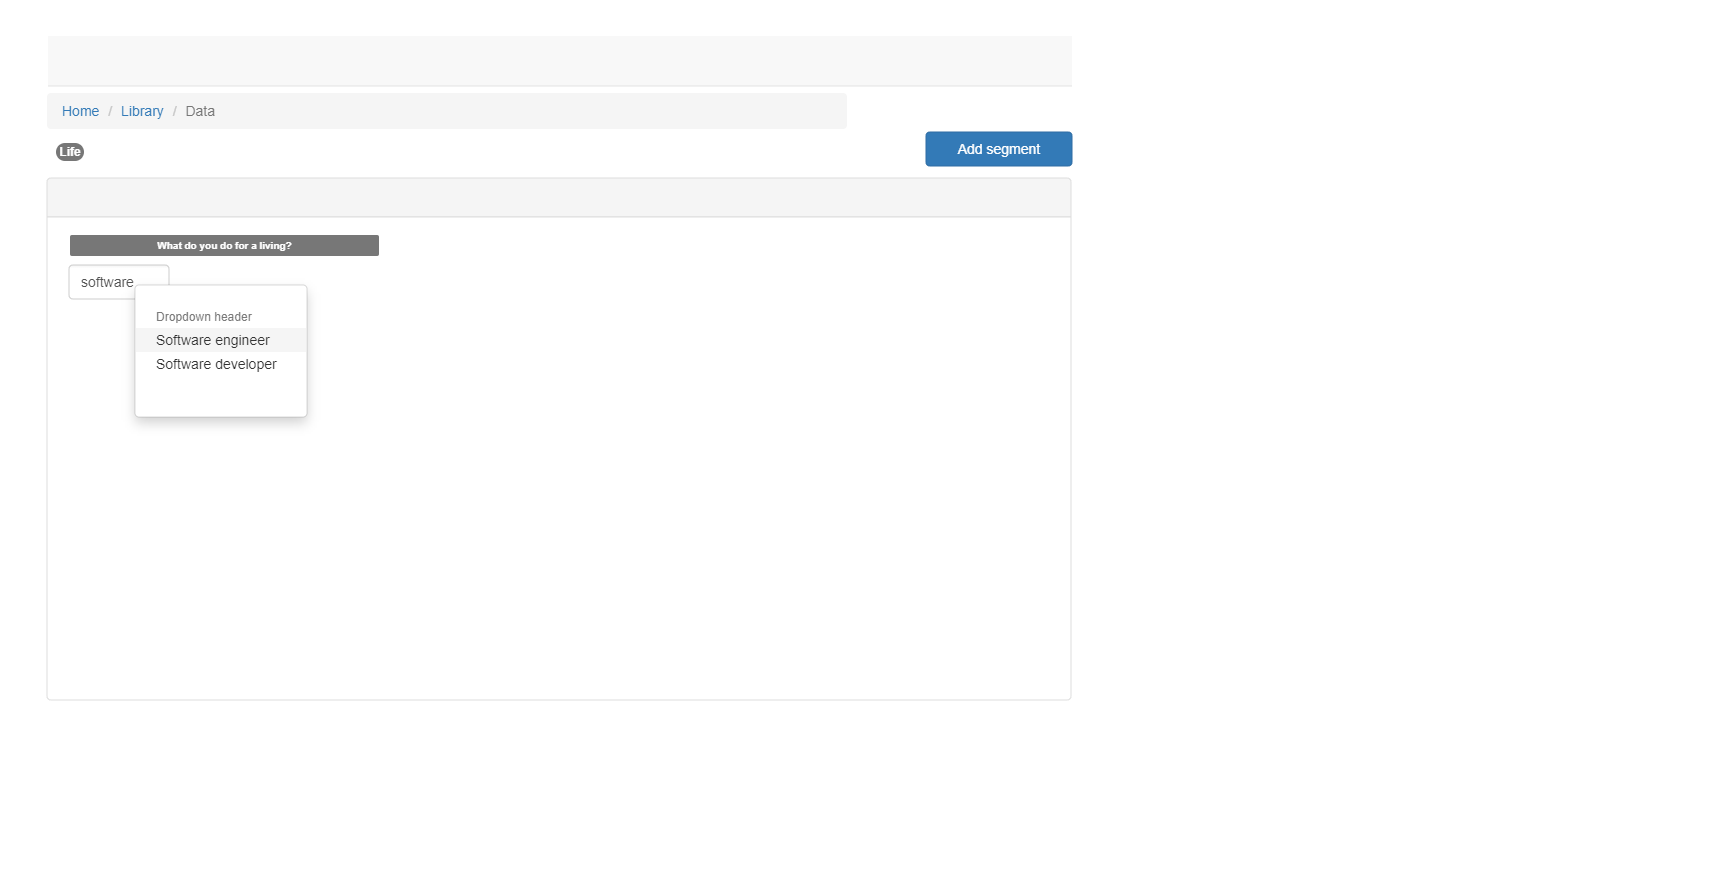 Home / Library / Data
Life
Add segment
What do you do for a living?
software
Dropdown header
Software engineer
Software developer